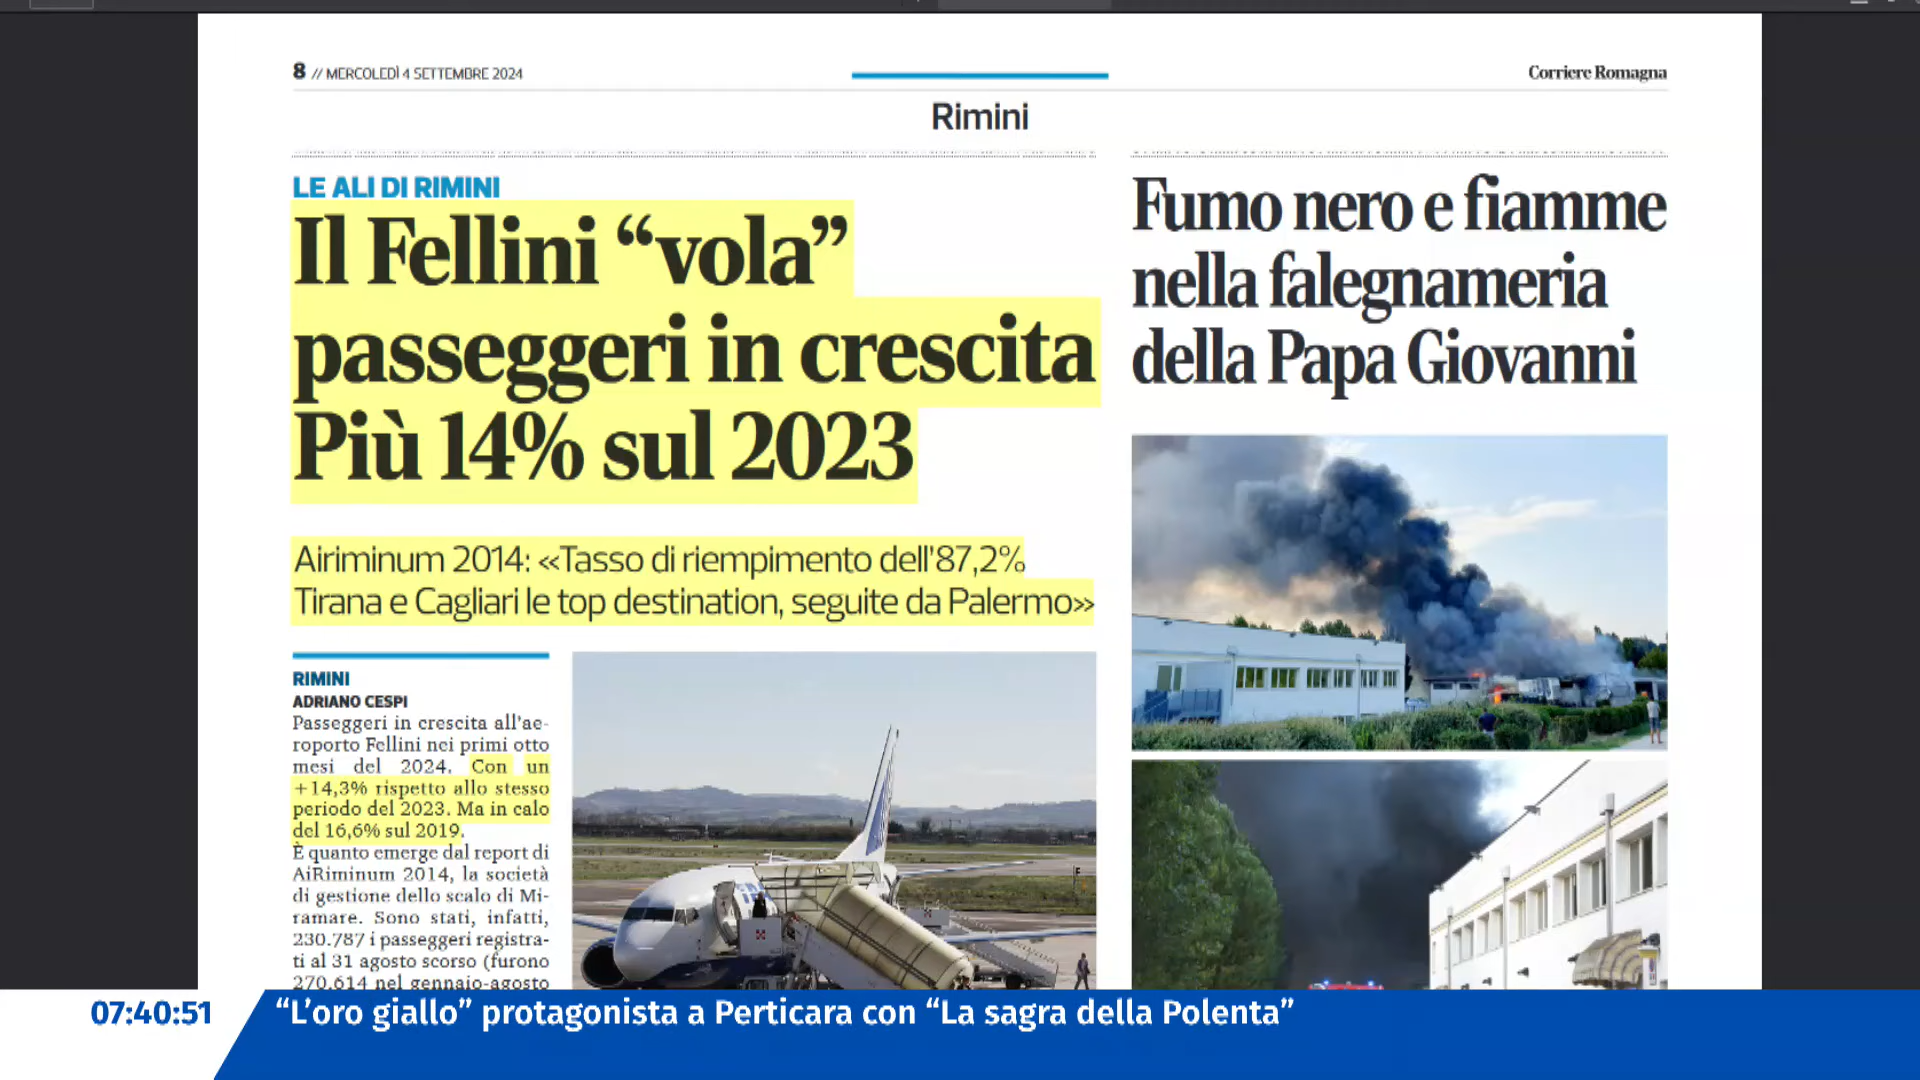 8 // MERCOLEDÌ 4 SETTEMBRE 2024
Corriere Romagna
Rimini
LE ALI DI RIMINI
Il Fellini “vola”
passeggeri in crescita
Più 14% sul 2023
Airiminum 2014: «Tasso di riempimento dell'87,2%
Tirana e Cagliari le top destination, seguite da Palermo»
RIMINI
ADRIANO CESPI
Passeggeri in crescita all'ae-
roporto Fellini nei primi otto
mesi del 2024. Con un
+14,3% rispetto allo stesso
periodo del 2023. Ma in calo
del 16,6% sul 2019.
È quanto emerge dal report di
AiRiminum 2014, la società
di gestione dello scalo di Mi-
ramare. Sono stati, infatti,
230.787 i passeggeri registra-
ti al 31 agosto scorso (furono
270.614 nel gennaio-agosto
Fumo nero e fiamme
nella falegnameria
della Papa Giovanni
07:40:51
“L'oro giallo” protagonista a Perticara con “La sagra della Polenta”